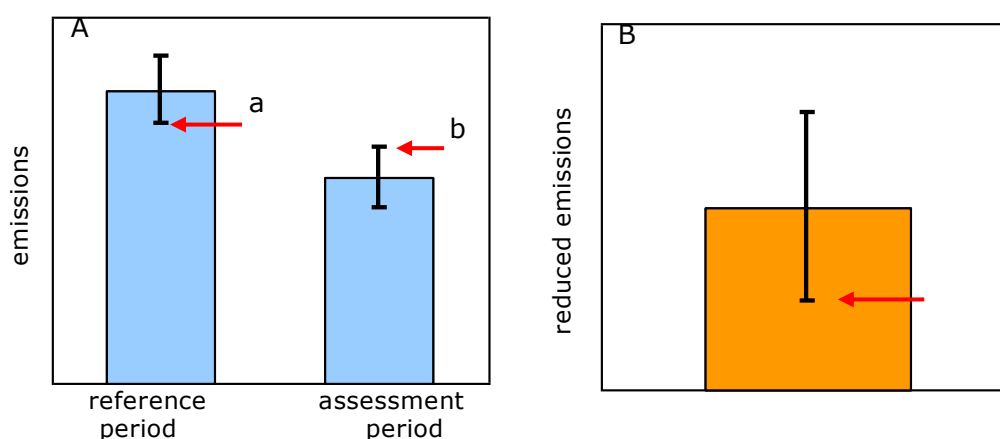 A
a
b
emissions
reference
period
assessment
period
B
reduced emissions